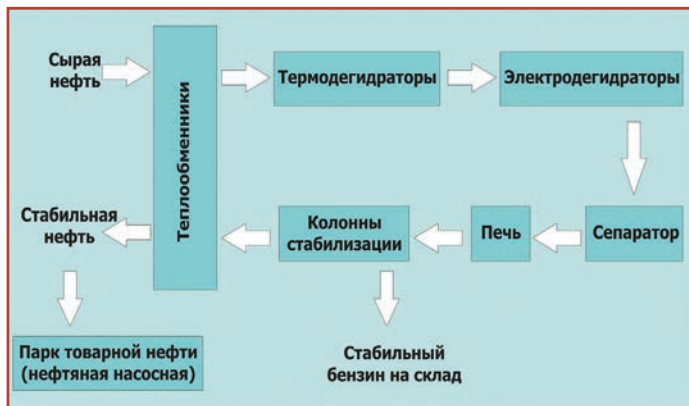 Сырая
нефть
Теплообменники
Термодегидраторы
Электродегидраторы
Стабильная
нефть
Колонны
стабилизации
Печь
Сепаратор
Парк товарной нефти
(нефтяная насосная)
Стабильный
бензин на склад